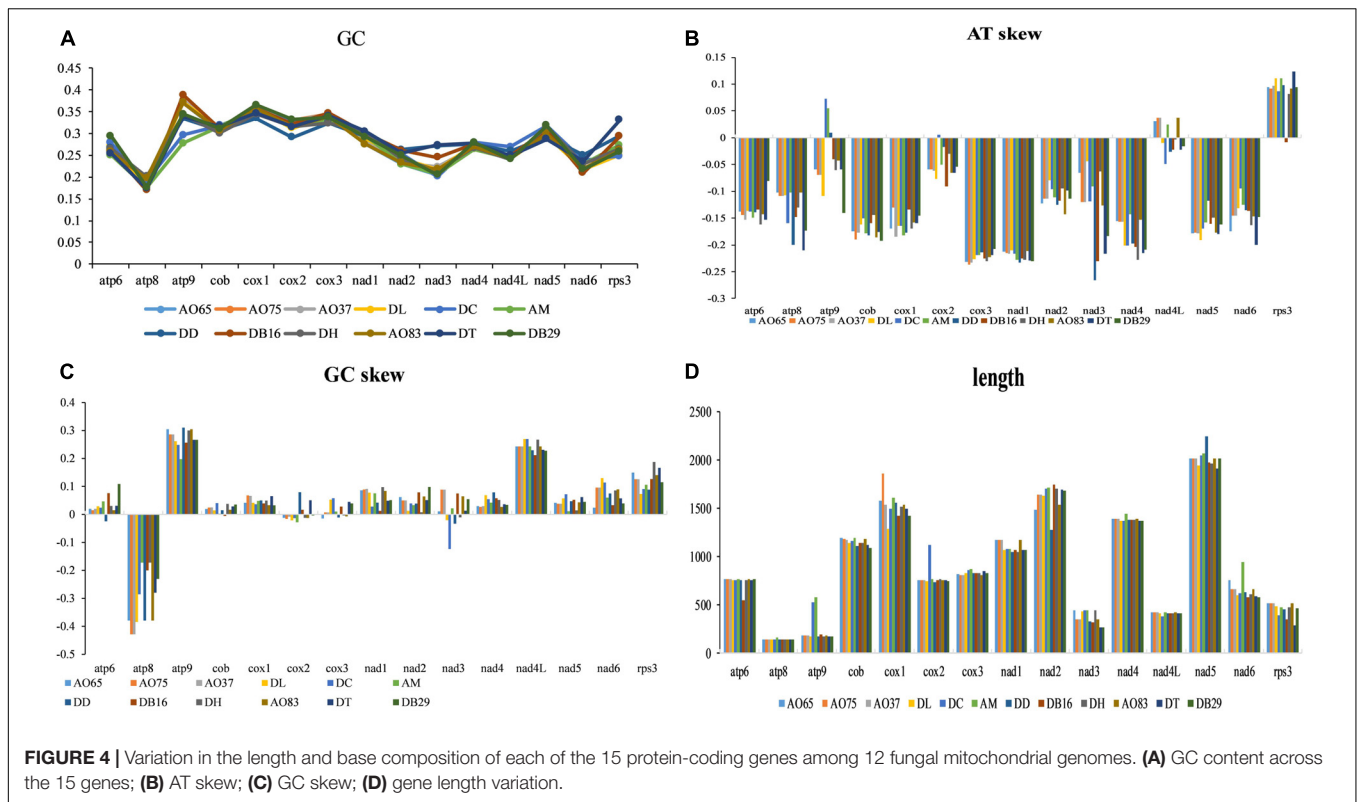 A
GC
0.45
0.4
0.35
0.3
0.25
0.2
0.15
0.1
0.05
0
atp6 atp8 atp9 cob cox1 cox2 cox3 nad1 nad2 nad3 nad4 nad4L nad5 nad6 rps3
AO65 AO75 AO37 DL DC AM
DD DB16 DH AO83 DT DB29
B
AT skew
0.15
0.1
0.05
0
-0.05
-0.1
-0.15
-0.2
-0.25
-0.3
atp6 atp8 atp9 cob cox1 cox2 cox3 nad1 nad2 nad3 nad4 nad4L nad5 nad6 rps3
AO65 AO75 AO37 DL DC AM DD DB16 DH AO83 DT DB29
C
GC skew
0.4
0.3
0.2
0.1
0
-0.1
-0.2
-0.3
-0.4
-0.5
atp6 atp8 atp9 cob cox1 cox2 cox3 nad1 nad2 nad3 nad4 nad4L nad5 nad6 rps3
AO65 AO75 AO37 DL DC AM
DD DB16 DH AO83 DT DB29
D
length
2500
2000
1500
1000
500
0
atp6 atp8 atp9 cob cox1 cox2 cox3 nad1 nad2 nad3 nad4 nad4L nad5 nad6 rps3
AO65 AO75 AO37 DL DC AM DD DB16 DH AO83 DT DB29
FIGURE 4 | Variation in the length and base composition of each of the 15 protein-coding genes among 12 fungal mitochondrial genomes. (A) GC content across
the 15 genes; (B) AT skew; (C) GC skew; (D) gene length variation.